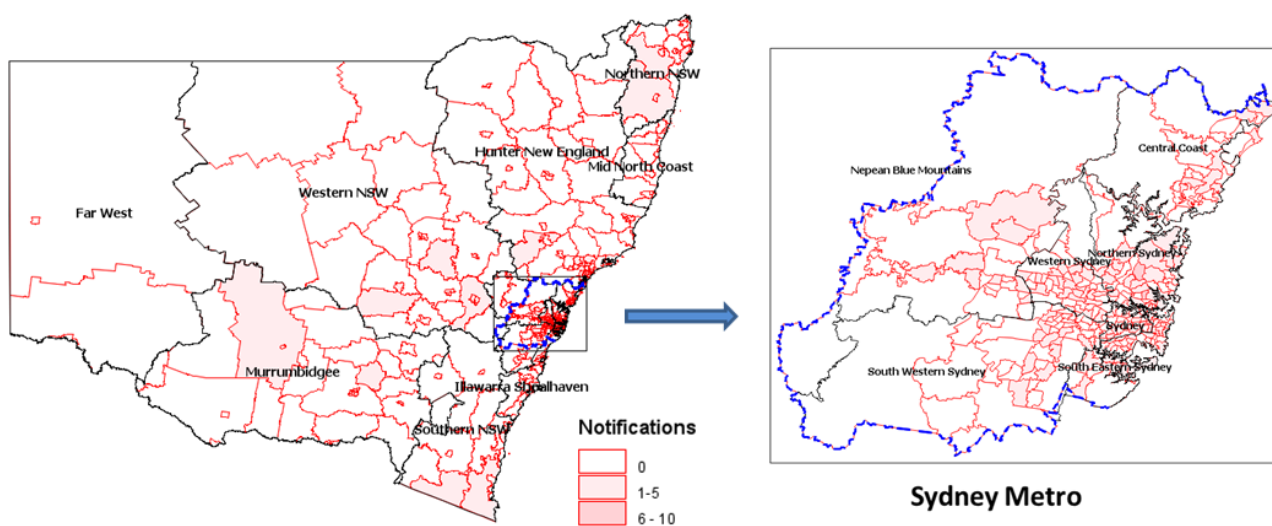 Northern NSW
Hunter New England
Mid North Coast
Western NSW
Far West
Murrumbidgee
Illawarra Shoalhaven
Southern NSW
Notifications
0
1-5
6 - 10
Central Coast
Nepean Blue Mountains
Northern Sydney
Western Sydney
Sydney
South Western Sydney
South Eastern Sydney
Sydney Metro